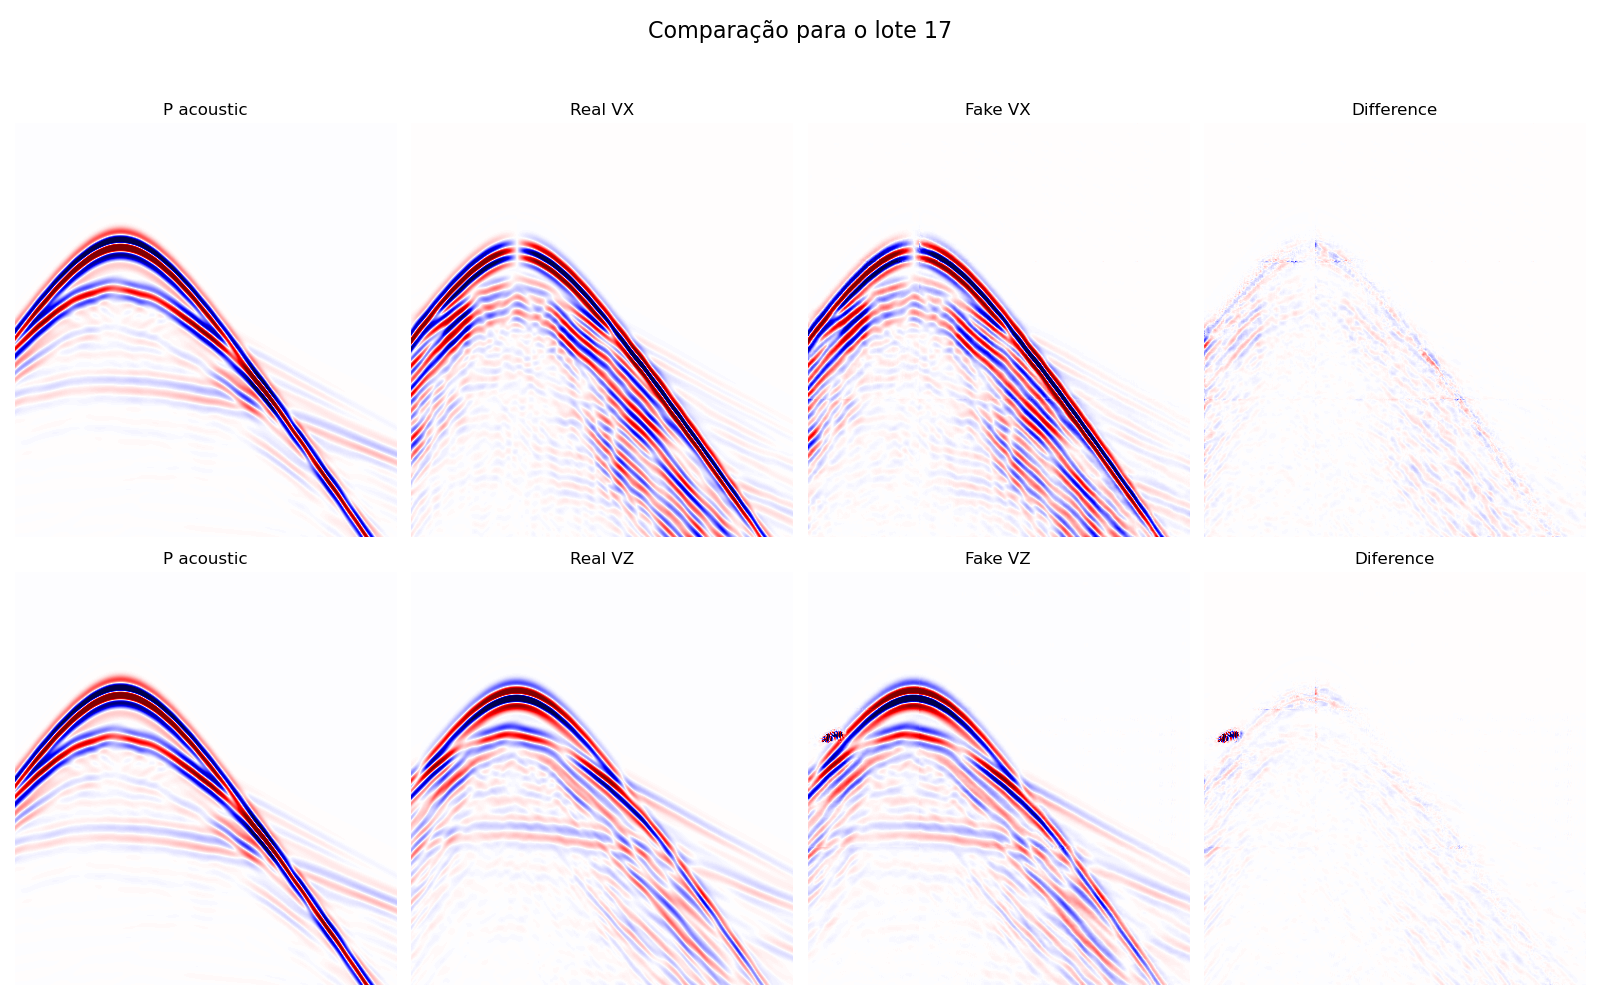 Comparação para o lote 17
P acoustic
Real VX
Fake VX
Difference
P acoustic
Real VZ
Fake VZ
Diference